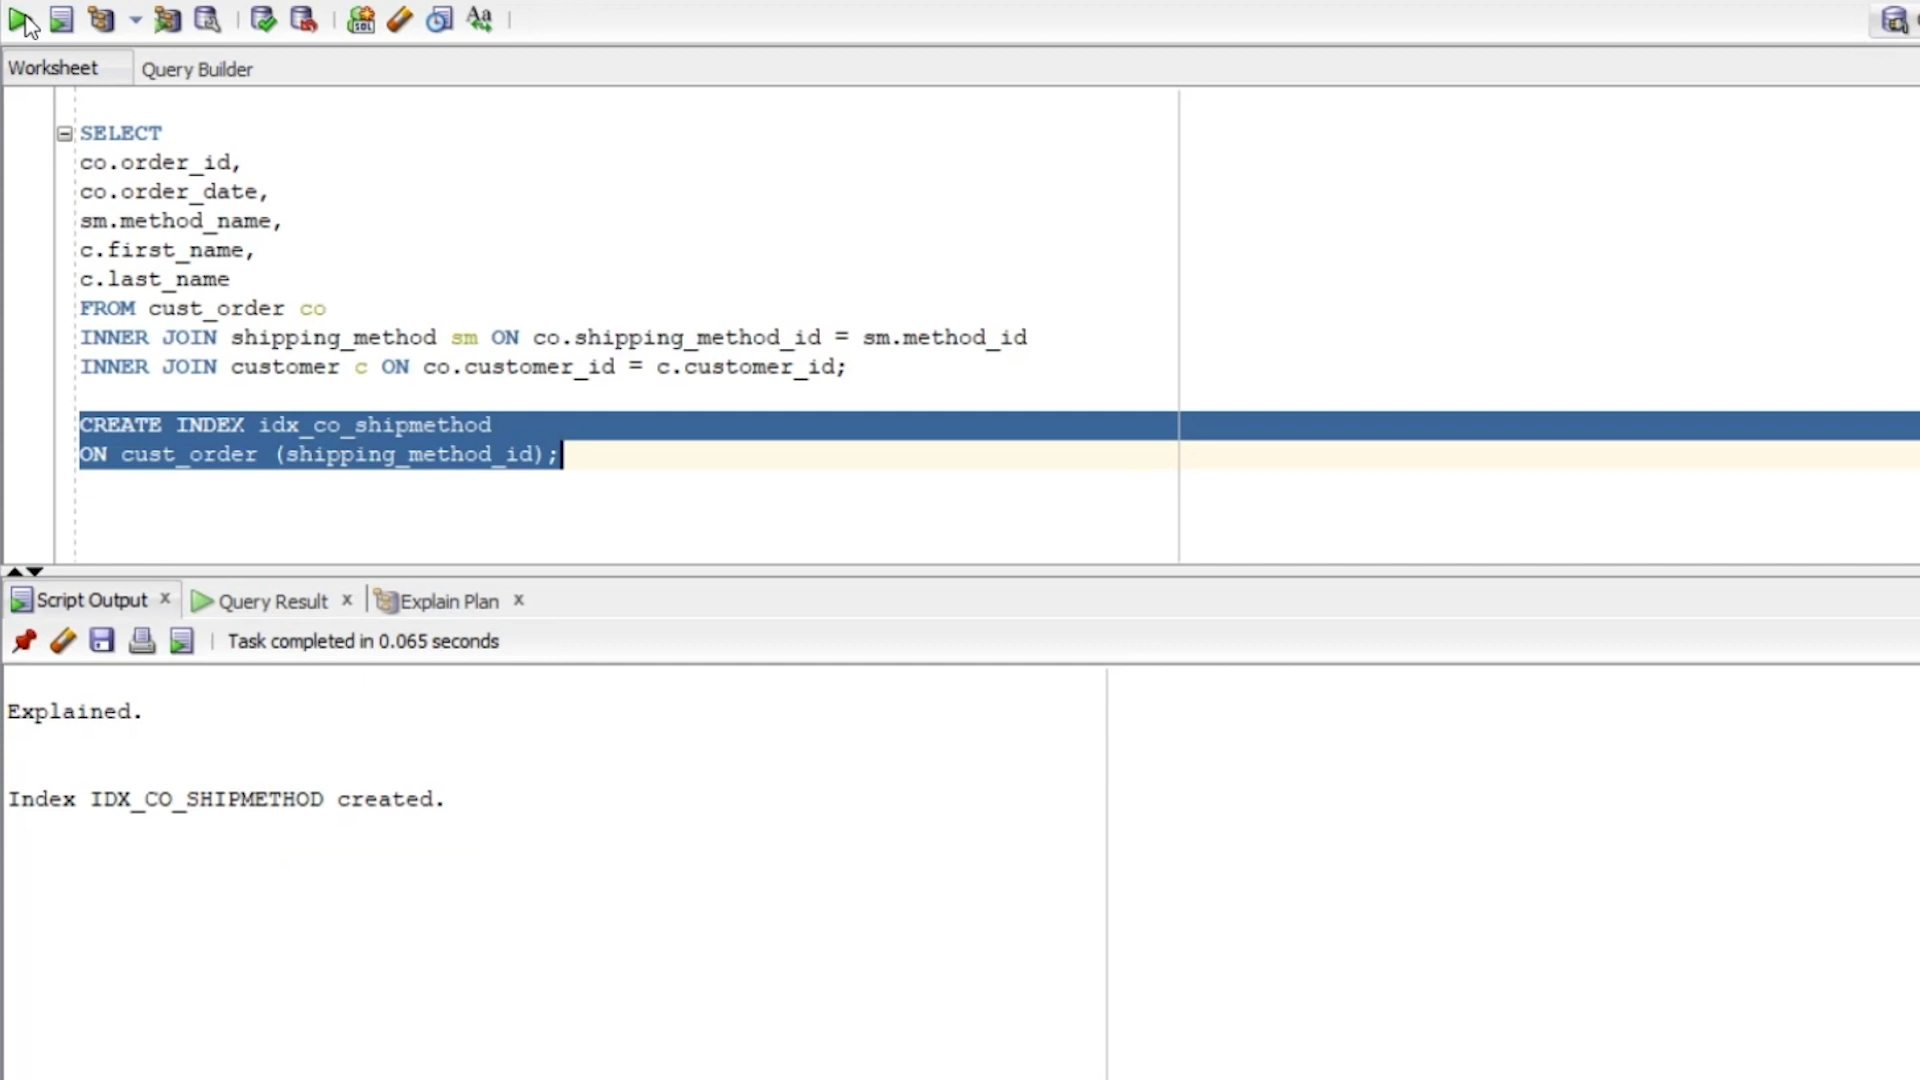 SQL
Aa
Worksheet
Query Builder
SELECT
co.order_id,
co.order_date,
sm.method_name,
c.first_name,
c.last_name
FROM cust_order co
INNER JOIN shipping_method sm ON co.shipping_method_id = sm.method_id
INNER JOIN customer c ON co.customer_id = c.customer_id;
CREATE INDEX idx_co_shipmethod
ON cust_order (shipping_method_id);
Script Output x
Query Result x
Explain Plan x
Task completed in 0.065 seconds
Explained.
Index IDX_CO_SHIPMETHOD created.